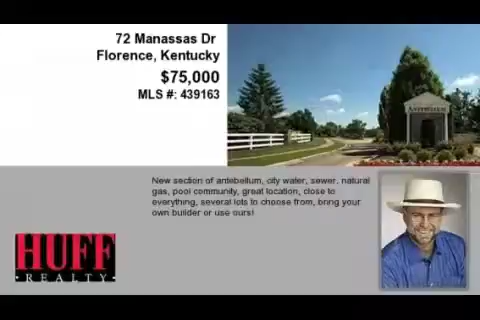 72 Manassas Dr
Florence, Kentucky
$75,000
MLS #: 439163
ANTEBELLUM
New section of antebellum, city water, sewer, natural
gas, pool community, great location, close to
everything, several lots to choose from, bring your
own builder or use ours!
HUFF
· REALTY ·